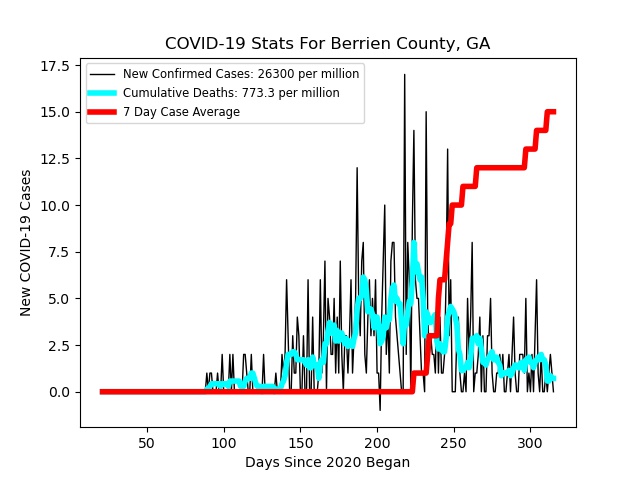 COVID-19 Stats For Berrien County, GA
17.5
15.0
12.5
10.0
7.5
5.0
2.5
0.0
New COVID-19 Cases
New Confirmed Cases: 26300 per million
Cumulative Deaths: 773.3 per million
7 Day Case Average
50 100 150 200 250 300
Days Since 2020 Began